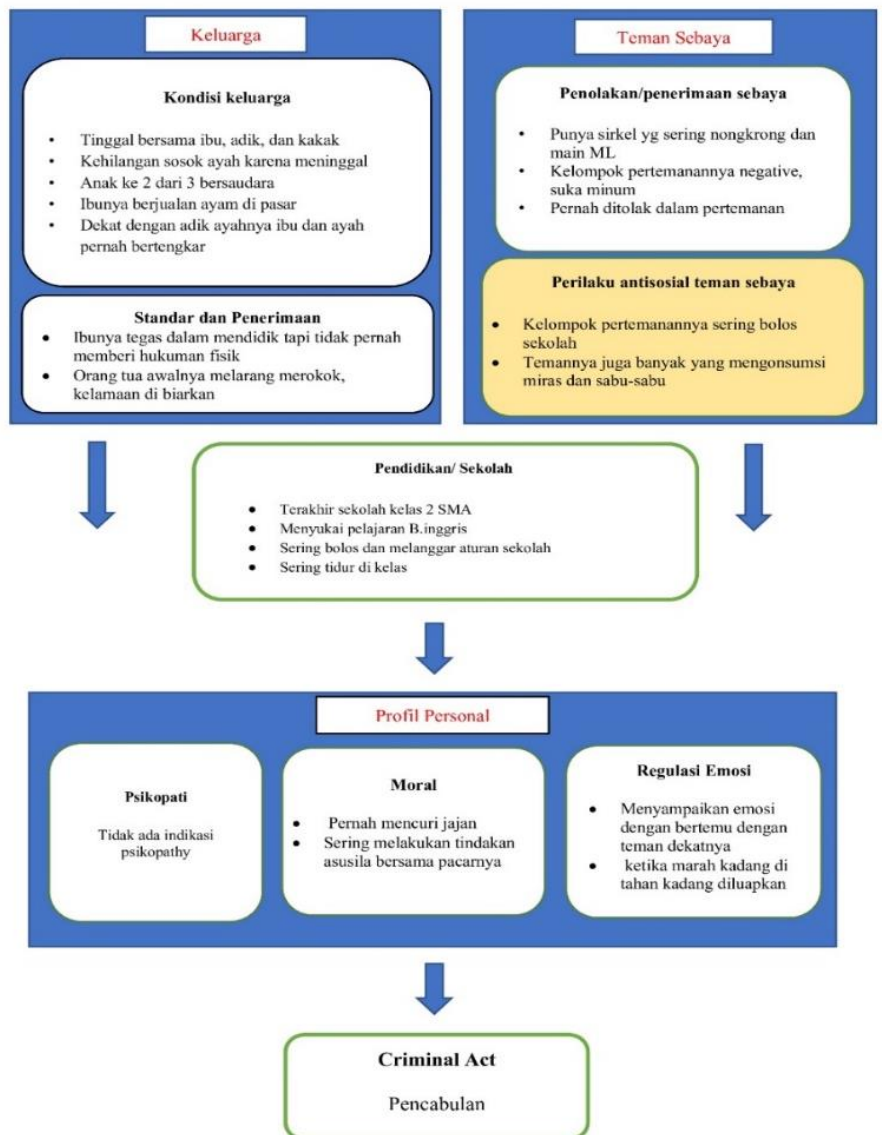 Keluarga
Kondisi keluarga
• Tinggal bersama ibu, adik, dan kakak
• Kehilangan sosok ayah karena meninggal
• Anak ke 2 dari 3 bersaudara
• Ibunya berjualan ayam di pasar
• Dekat dengan adik ayahnya ibu dan ayah
pernah bertengkar
Standar dan Penerimaan
• Ibunya tegas dalam mendidik tapi tidak pernah
memberi hukuman fisik
• Orang tua awalnya melarang merokok,
kelamaan di biarkan
Teman Sebaya
Penolakan/penerimaan sebaya
• Punya sirkel yg sering nongkrong dan
main ML
• Kelompok pertemanannya negative,
suka minum
• Pernah ditolak dalam pertemanan
Perilaku antisosial teman sebaya
• Kelompok pertemanannya sering bolos
sekolah
• Temannya juga banyak yang mengonsumsi
miras dan sabu-sabu
Pendidikan/ Sekolah
• Terakhir sekolah kelas 2 SMA
• Menyukai pelajaran B.inggris
• Sering bolos dan melanggar aturan sekolah
• Sering tidur di kelas
Profil Personal
Psikopati
Tidak ada indikasi
psikopathy
Moral
• Pernah mencuri jajan
• Sering melakukan tindakan
asusila bersama pacarnya
Regulasi Emosi
• Menyampaikan emosi
dengan bertemu dengan
teman dekatnya
• ketika marah kadang di
tahan kadang diluapkan
Criminal Act
Pencabulan